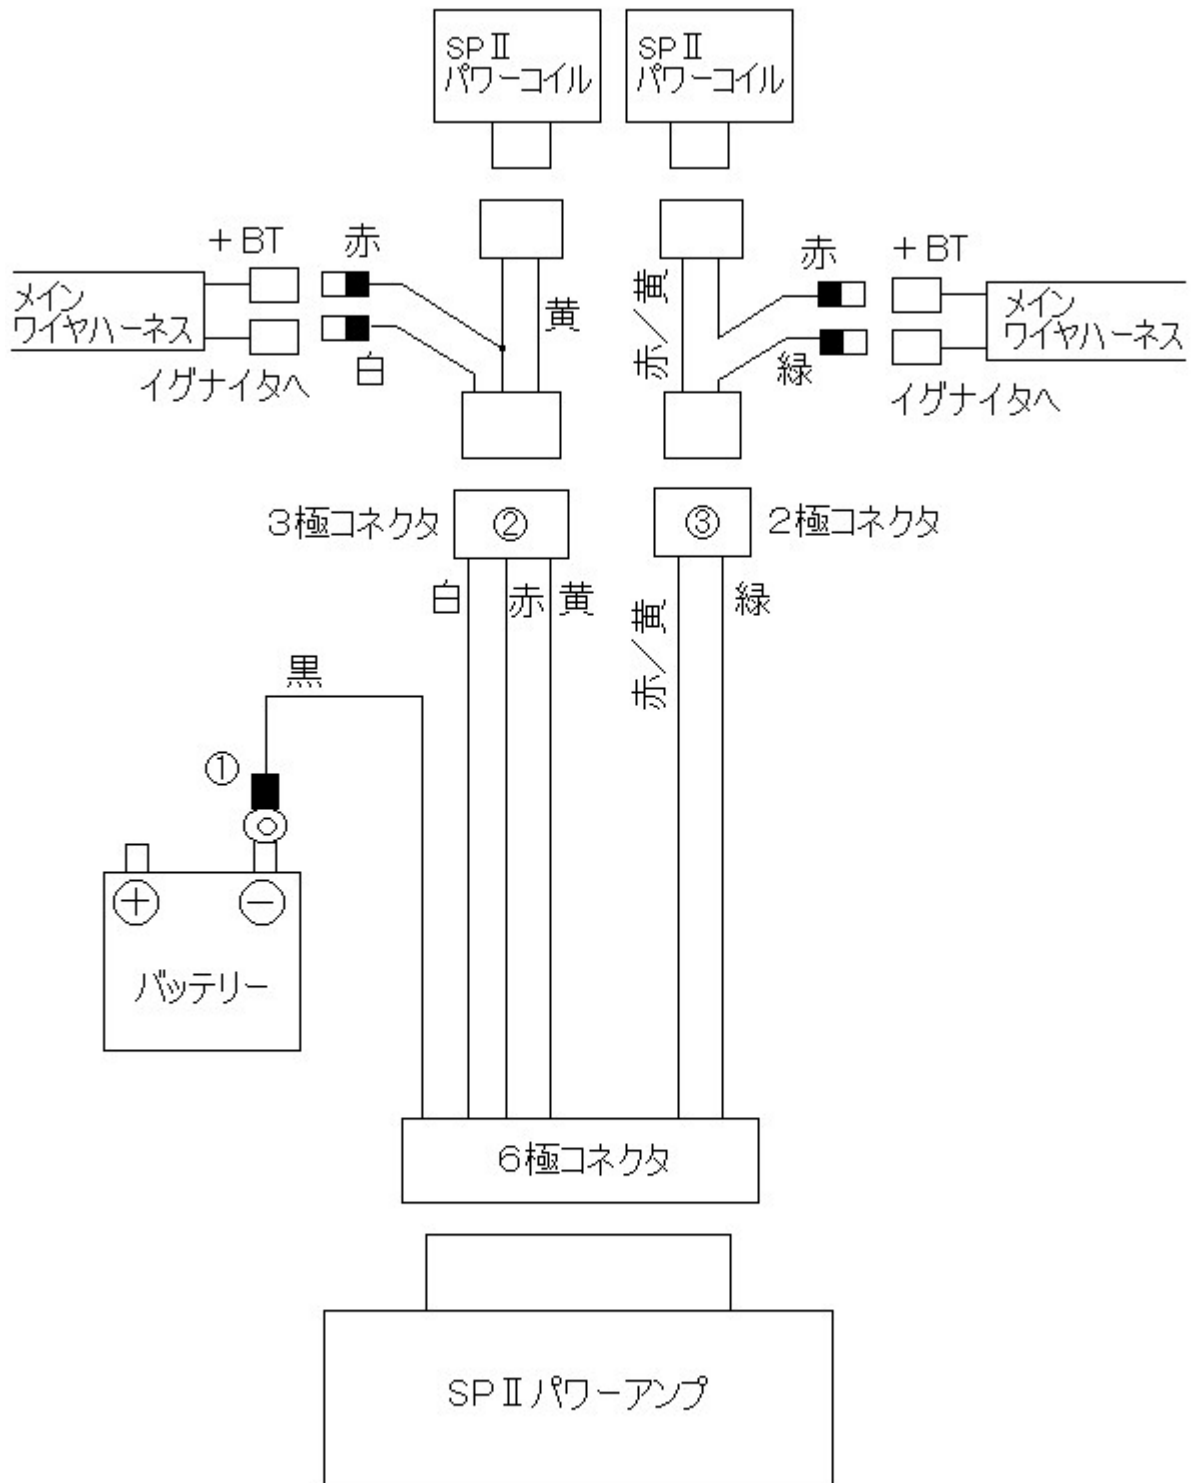 SPⅡ
パワーコイル
SPⅡ
パワーコイル
+BT
赤
メイン
ワイヤハーネス
白
イグナイタへ
黄
赤/黄
赤
+BT
メイン
ワイヤハーネス
緑
イグナイタへ
3極コネクタ
②
③
2極コネクタ
白
赤
黄
赤/黄
緑
黒
①
+
−
バッテリー
6極コネクタ
SPⅡパワーアンプ